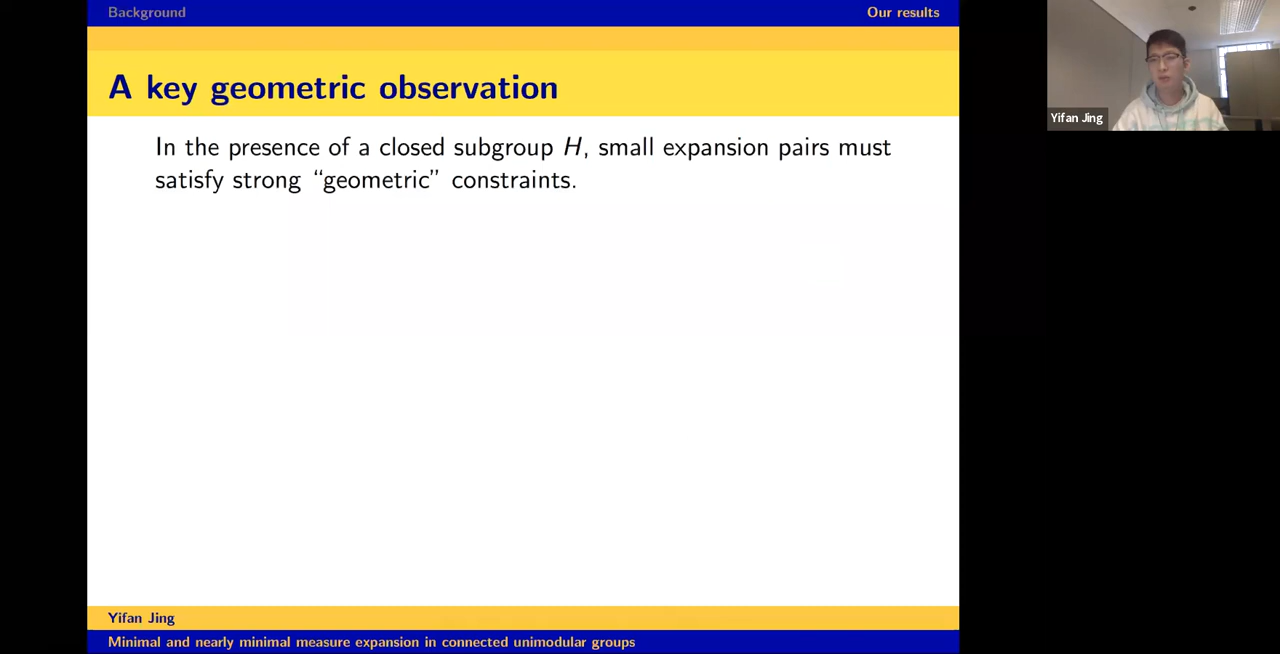 Background
Our results
A key geometric observation
In the presence of a closed subgroup H, small expansion pairs must
satisfy strong “geometric” constraints.
Yifan Jing
Minimal and nearly minimal measure expansion in connected unimodular groups
Yifan Jing